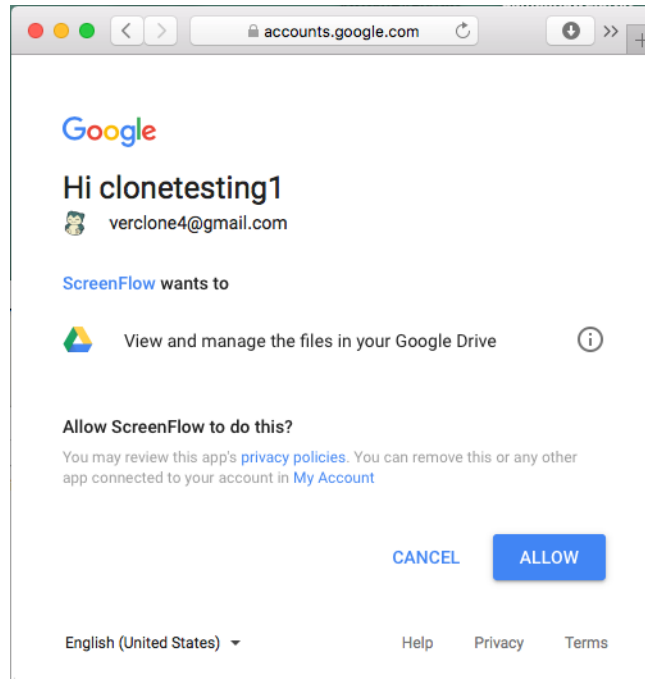 accounts.google.com
Google
Hi clonetesting1
verclone4@gmail.com
ScreenFlow wants to
View and manage the files in your Google Drive
Allow ScreenFlow to do this?
You may review this app's privacy policies. You can remove this or any other
app connected to your account in My Account
CANCEL ALLOW
English (United States) Help Privacy Terms